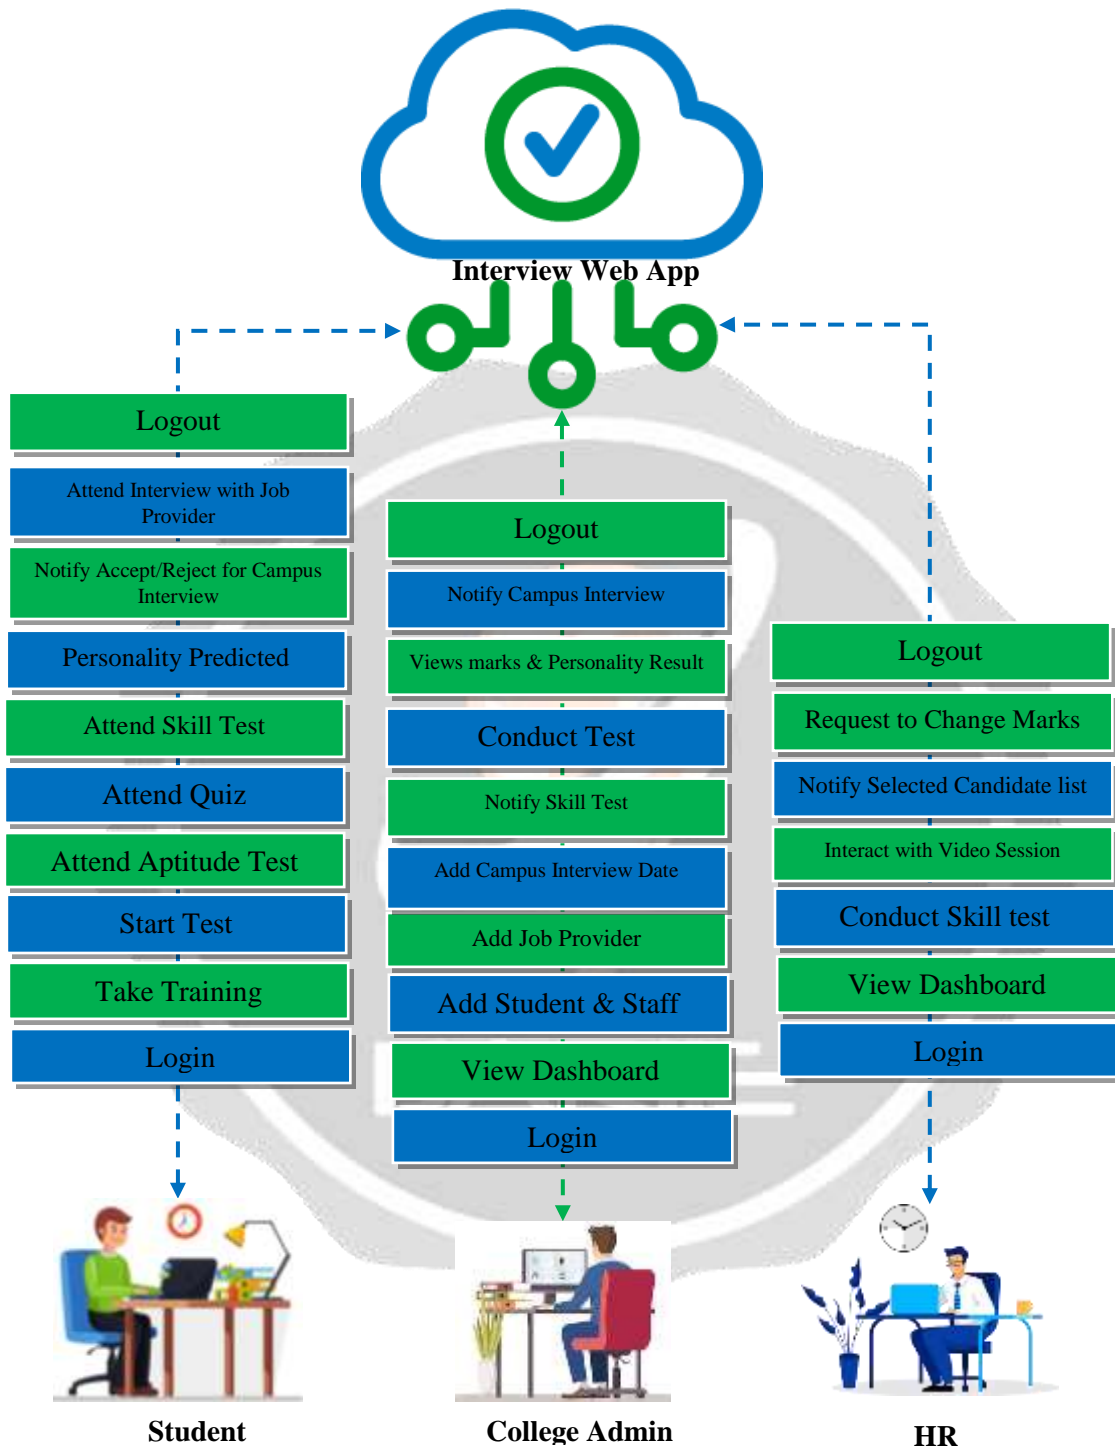 Interview Web App
Logout
Attend Interview with Job
Provider
Notify Accept/Reject for Campus
Interview
Personality Predicted
Attend Skill Test
Attend Quiz
Attend Aptitude Test
Start Test
Take Training
Login
Logout
Notify Campus Interview
Views marks & Personality Result
Conduct Test
Notify Skill Test
Add Campus Interview Date
Add Job Provider
Add Student & Staff
View Dashboard
Login
Logout
Request to Change Marks
Notify Selected Candidate list
Interact with Video Session
Conduct Skill test
View Dashboard
Login
Student
College Admin
HR